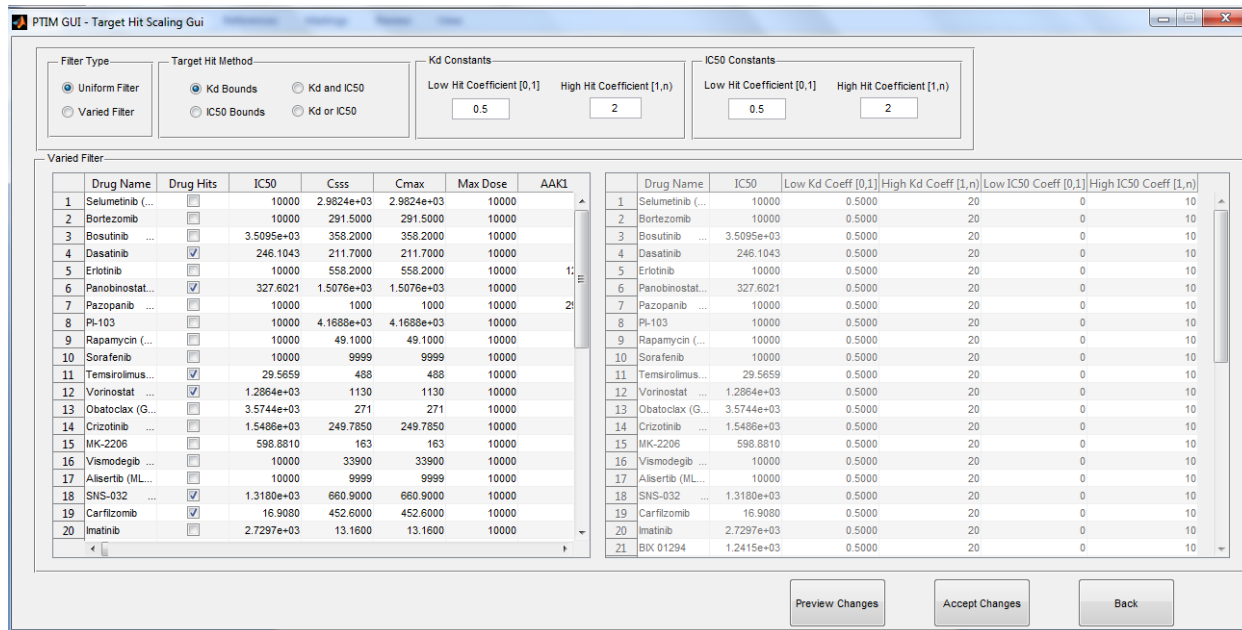 PTIM GUI - Target Hit Scaling Gui
Filter Type
Uniform Filter
Varied Filter
Target Hit Method
Kd Bounds
Kd and IC50
IC50 Bounds
Kd or IC50
Kd Constants
Low Hit Coefficient [0,1] High Hit Coefficient [1,n)
0.5 2
IC50 Constants
Low Hit Coefficient [0,1] High Hit Coefficient [1,n)
0.5 2
Varied Filter
Drug Name Drug Hits IC50 Csss Cmax Max Dose AAK1
1 Selumetinib (... 10000 2.9824e+03 2.9824e+03 10000
2 Bortezomib 10000 291.5000 291.5000 10000
3 Bosutinib ... 3.5095e+03 358.2000 358.2000 10000
4 Dasatinib 246.1043 211.7000 211.7000 10000
5 Erlotinib 10000 558.2000 558.2000 10000 12
6 Panobinostat... 327.6021 1.5076e+03 1.5076e+03 10000
7 Pazopanib ... 10000 1000 1000 10000 29
8 PI-103 10000 4.1688e+03 4.1688e+03 10000
9 Rapamycin (... 10000 49.1000 49.1000 10000
10 Sorafenib 10000 9999 9999 10000
11 Temsirolimus... 29.5659 488 488 10000
12 Vorinostat ... 1.2864e+03 1130 1130 10000
13 Obatoclax (G... 3.5744e+03 271 271 10000
14 Crizotinib ... 1.5486e+03 249.7850 249.7850 10000
15 MK-2206 598.8810 163 163 10000
16 Vismodegib ... 10000 33900 33900 10000
17 Alisertib (ML... 10000 9999 9999 10000
18 SNS-032 ... 1.3180e+03 660.9000 660.9000 10000
19 Carfilzomib 16.9080 452.6000 452.6000 10000
20 Imatinib 2.7297e+03 13.1600 13.1600 10000
Drug Name IC50 Low Kd Coeff [0,1] High Kd Coeff [1,n) Low IC50 Coeff [0,1] High IC50 Coeff [1,n)
1 Selumetinib (... 10000 0.5000 20 0 10
2 Bortezomib 10000 0.5000 20 0 10
3 Bosutinib ... 3.5095e+03 0.5000 20 0 10
4 Dasatinib 246.1043 0.5000 20 0 10
5 Erlotinib 10000 0.5000 20 0 10
6 Panobinostat... 327.6021 0.5000 20 0 10
7 Pazopanib ... 10000 0.5000 20 0 10
8 PI-103 10000 0.5000 20 0 10
9 Rapamycin (... 10000 0.5000 20 0 10
10 Sorafenib 10000 0.5000 20 0 10
11 Temsirolimus... 29.5659 0.5000 20 0 10
12 Vorinostat ... 1.2864e+03 0.5000 20 0 10
13 Obatoclax (G... 3.5744e+03 0.5000 20 0 10
14 Crizotinib ... 1.5486e+03 0.5000 20 0 10
15 MK-2206 598.8810 0.5000 20 0 10
16 Vismodegib ... 10000 0.5000 20 0 10
17 Alisertib (ML... 10000 0.5000 20 0 10
18 SNS-032 ... 1.3180e+03 0.5000 20 0 10
19 Carfilzomib 16.9080 0.5000 20 0 10
20 Imatinib 2.7297e+03 0.5000 20 0 10
21 BIX 01294 1.2415e+03 0.5000 20 0 10
Preview Changes Accept Changes Back